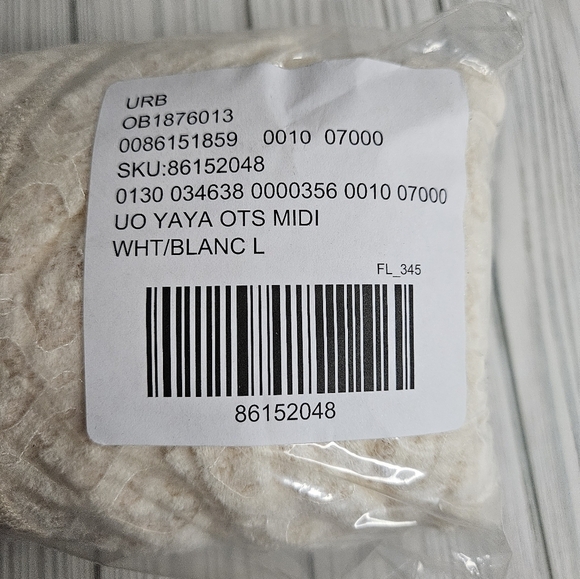 URB
OB1876013
0086151859 0010 07000
SKU:86152048
0130 034638 0000356 0010 07000
UO YAYA OTS MIDI
WHT/BLANC L
FL_345
86152048